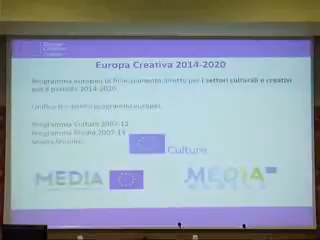 Europa Creativa 2014-2020
Programma europeo di finanziamento diretto per i settori culturali e creativi
per il periodo 2014-2020
Unifica tre programmi europei
Programma Cultura 2007-13
Programma Media 2007-13
Media Mundus
Culture
MEDIA
MEDIA